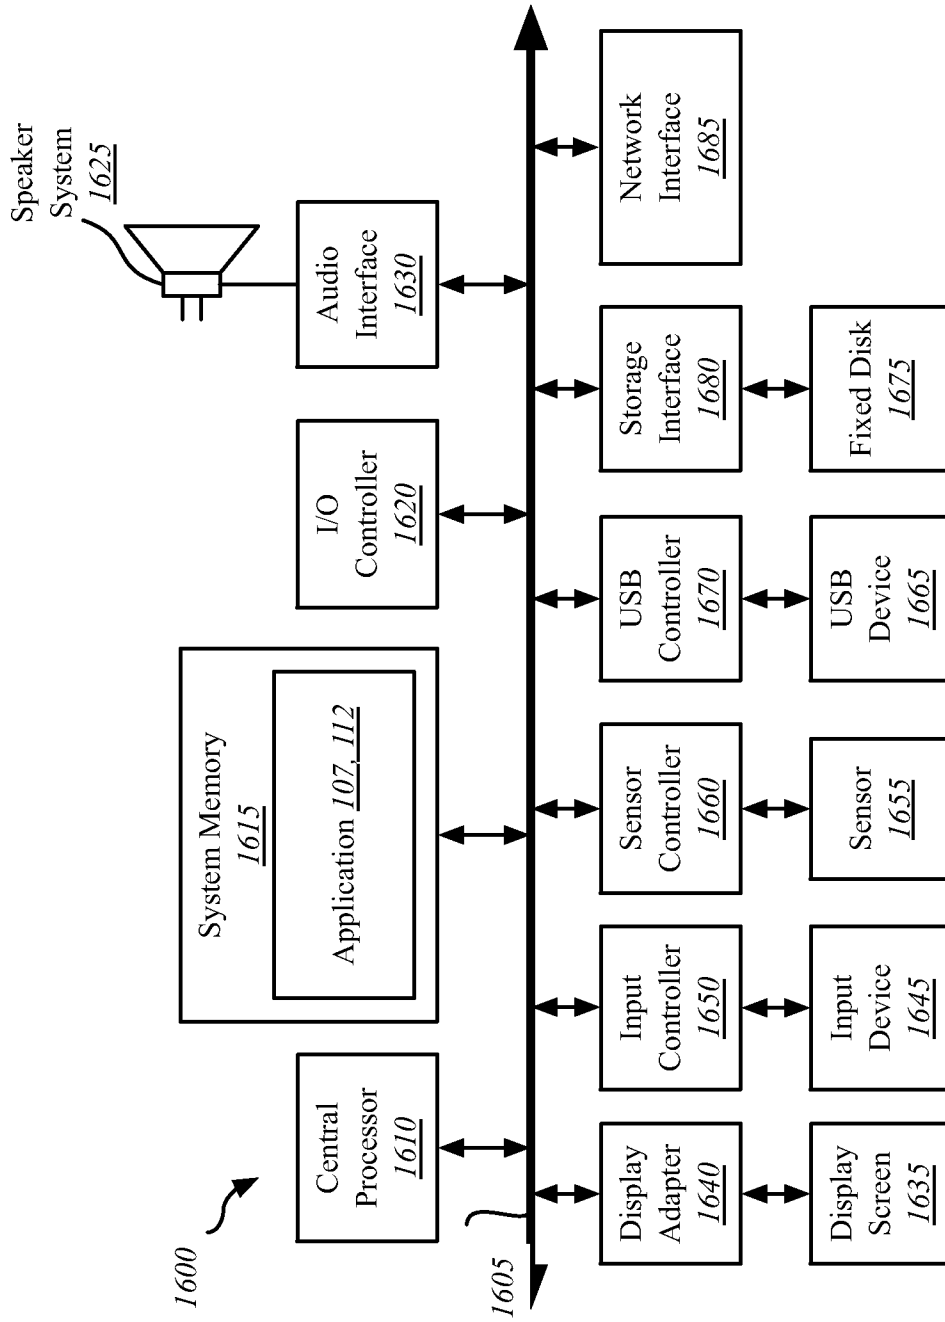 1600
Speaker
System
1625
Central
Processor
1610
System Memory
1615
Application 107, 112
I/O
Controller
1620
Audio
Interface
1630
1605
Display
Adapter
1640
Input
Controller
1650
Sensor
Controller
1660
USB
Controller
1670
Storage
Interface
1680
Network
Interface
1685
Display
Screen
1635
Input
Device
1645
Sensor
1655
USB
Device
1665
Fixed Disk
1675